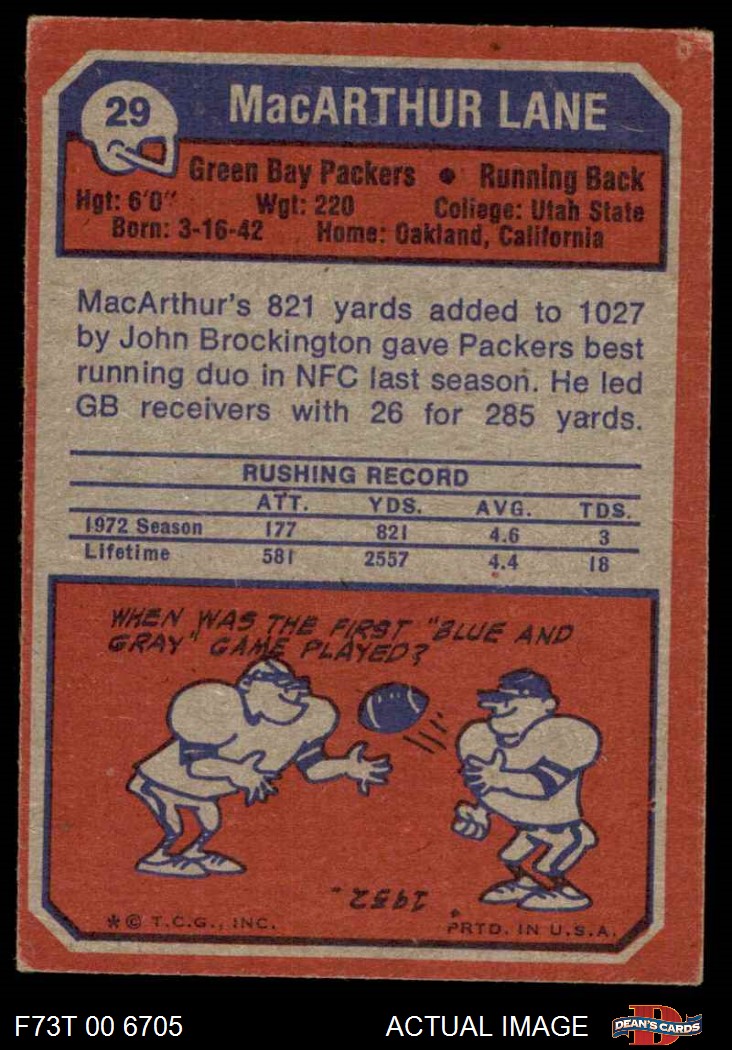 29
MacARTHUR LANE
Green Bay Packers • Running Back
Hgt: 6'0" Wgt: 220 College: Utah State
Born: 3-16-42 Home: Oakland, California
MacArthur's 821 yards added to 1027
by John Brockington gave Packers best
running duo in NFC last season. He led
GB receivers with 26 for 285 yards.
RUSHING RECORD
ATT. YDS. AVG. TDS.
1972 Season 177 821 4.6 3
Lifetime 581 2557 4.4 18
WHEN WAS THE FIRST "BLUE AND
GRAY" GAME PLAYED?
1952.
*© T.C.G., INC. PRTD. IN U.S.A.
F73T 00 6705 ACTUAL IMAGE
D
DEAN'S CARDS